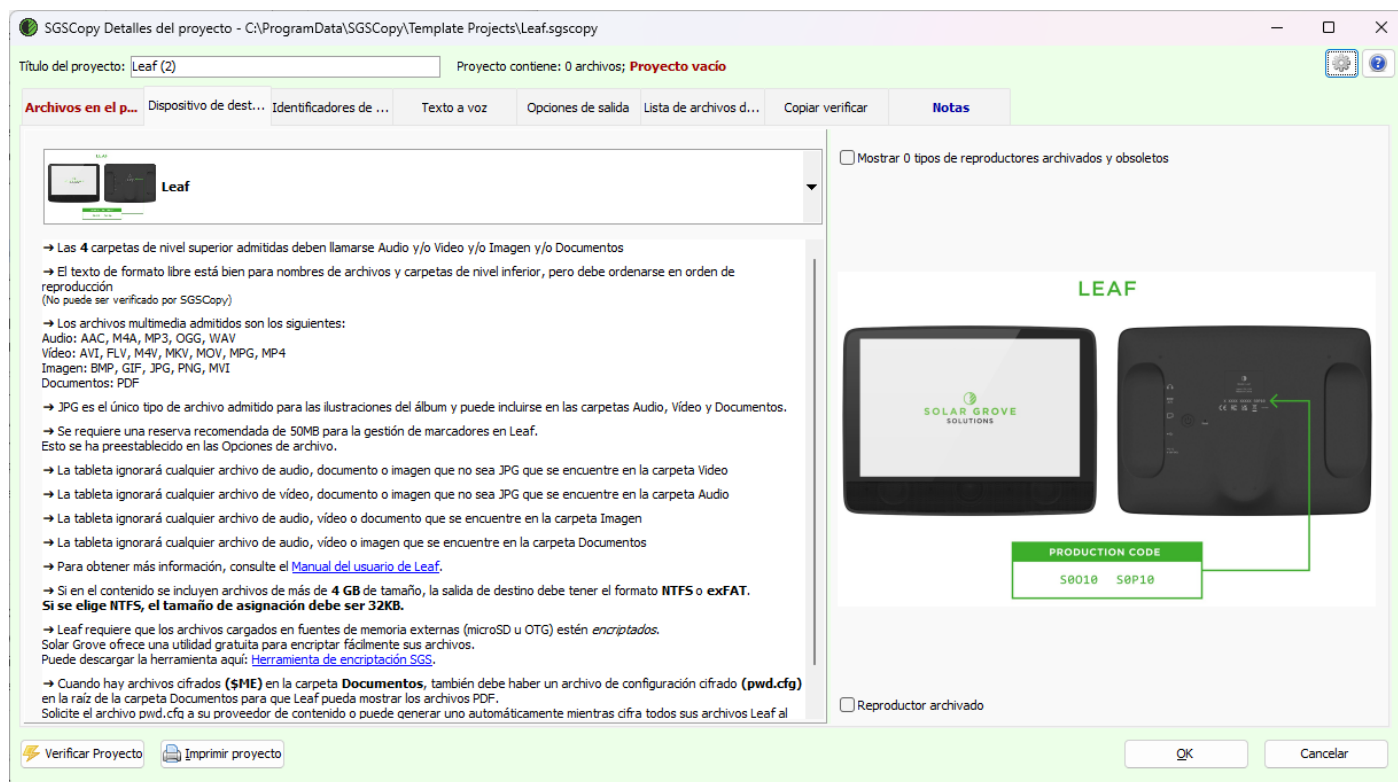 SGSCopy Detalles del proyecto - C:\ProgramData\SGSCopy\Template Projects\Leaf.sgscopy
Título del proyecto: Leaf (2)
Proyecto contiene: 0 archivos; Proyecto vacío
Archivos en el p...
Dispositivo de dest...
Identificadores de ...
Texto a voz
Opciones de salida
Lista de archivos d...
Copiar verificar
Notas
Leaf
→ Las 4 carpetas de nivel superior admitidas deben llamarse Audio y/o Video y/o Imagen y/o Documentos
→ El texto de formato libre está bien para nombres de archivos y carpetas de nivel inferior, pero debe ordenarse en orden de
reproducción
(No puede ser verificado por SGSCopy)
→ Los archivos multimedia admitidos son los siguientes:
Audio: AAC, M4A, MP3, OGG, WAV
Vídeo: AVI, FLV, M4V, MKV, MOV, MPG, MP4
Imagen: BMP, GIF, JPG, PNG, MVI
Documentos: PDF
→ JPG es el único tipo de archivo admitido para las ilustraciones del álbum y puede incluirse en las carpetas Audio, Vídeo y Documentos.
→ Se requiere una reserva recomendada de 50MB para la gestión de marcadores en Leaf.
Esto se ha preestablecido en las Opciones de archivo.
→ La tableta ignorará cualquier archivo de audio, documento o imagen que no sea JPG que se encuentre en la carpeta Video
→ La tableta ignorará cualquier archivo de vídeo, documento o imagen que no sea JPG que se encuentre en la carpeta Audio
→ La tableta ignorará cualquier archivo de audio, vídeo o documento que se encuentre en la carpeta Imagen
→ La tableta ignorará cualquier archivo de audio, vídeo o imagen que se encuentre en la carpeta Documentos
→ Para obtener más información, consulte el Manual del usuario de Leaf.
→ Si en el contenido se incluyen archivos de más de 4 GB de tamaño, la salida de destino debe tener el formato NTFS o exFAT.
Si se elige NTFS, el tamaño de asignación debe ser 32KB.
→ Leaf requiere que los archivos cargados en fuentes de memoria externas (microSD u OTG) estén encriptados.
Solar Grove ofrece una utilidad gratuita para encriptar fácilmente sus archivos.
Puede descargar la herramienta aquí: Herramienta de encriptación SGS.
→ Cuando hay archivos cifrados ($ME) en la carpeta Documentos, también debe haber un archivo de configuración cifrado (pwd.cfg)
en la raíz de la carpeta Documentos para que Leaf pueda mostrar los archivos PDF.
Solicite el archivo pwd.cfg a su proveedor de contenido o puede generar uno automáticamente mientras cifra todos sus archivos Leaf al
Mostrar 0 tipos de reproductores archivados y obsoletos
LEAF
SOLAR GROVE
SOLUTIONS
PRODUCTION CODE
S0O10 S0P10
Reproductor archivado
Verificar Proyecto
Imprimir proyecto
OK
Cancelar